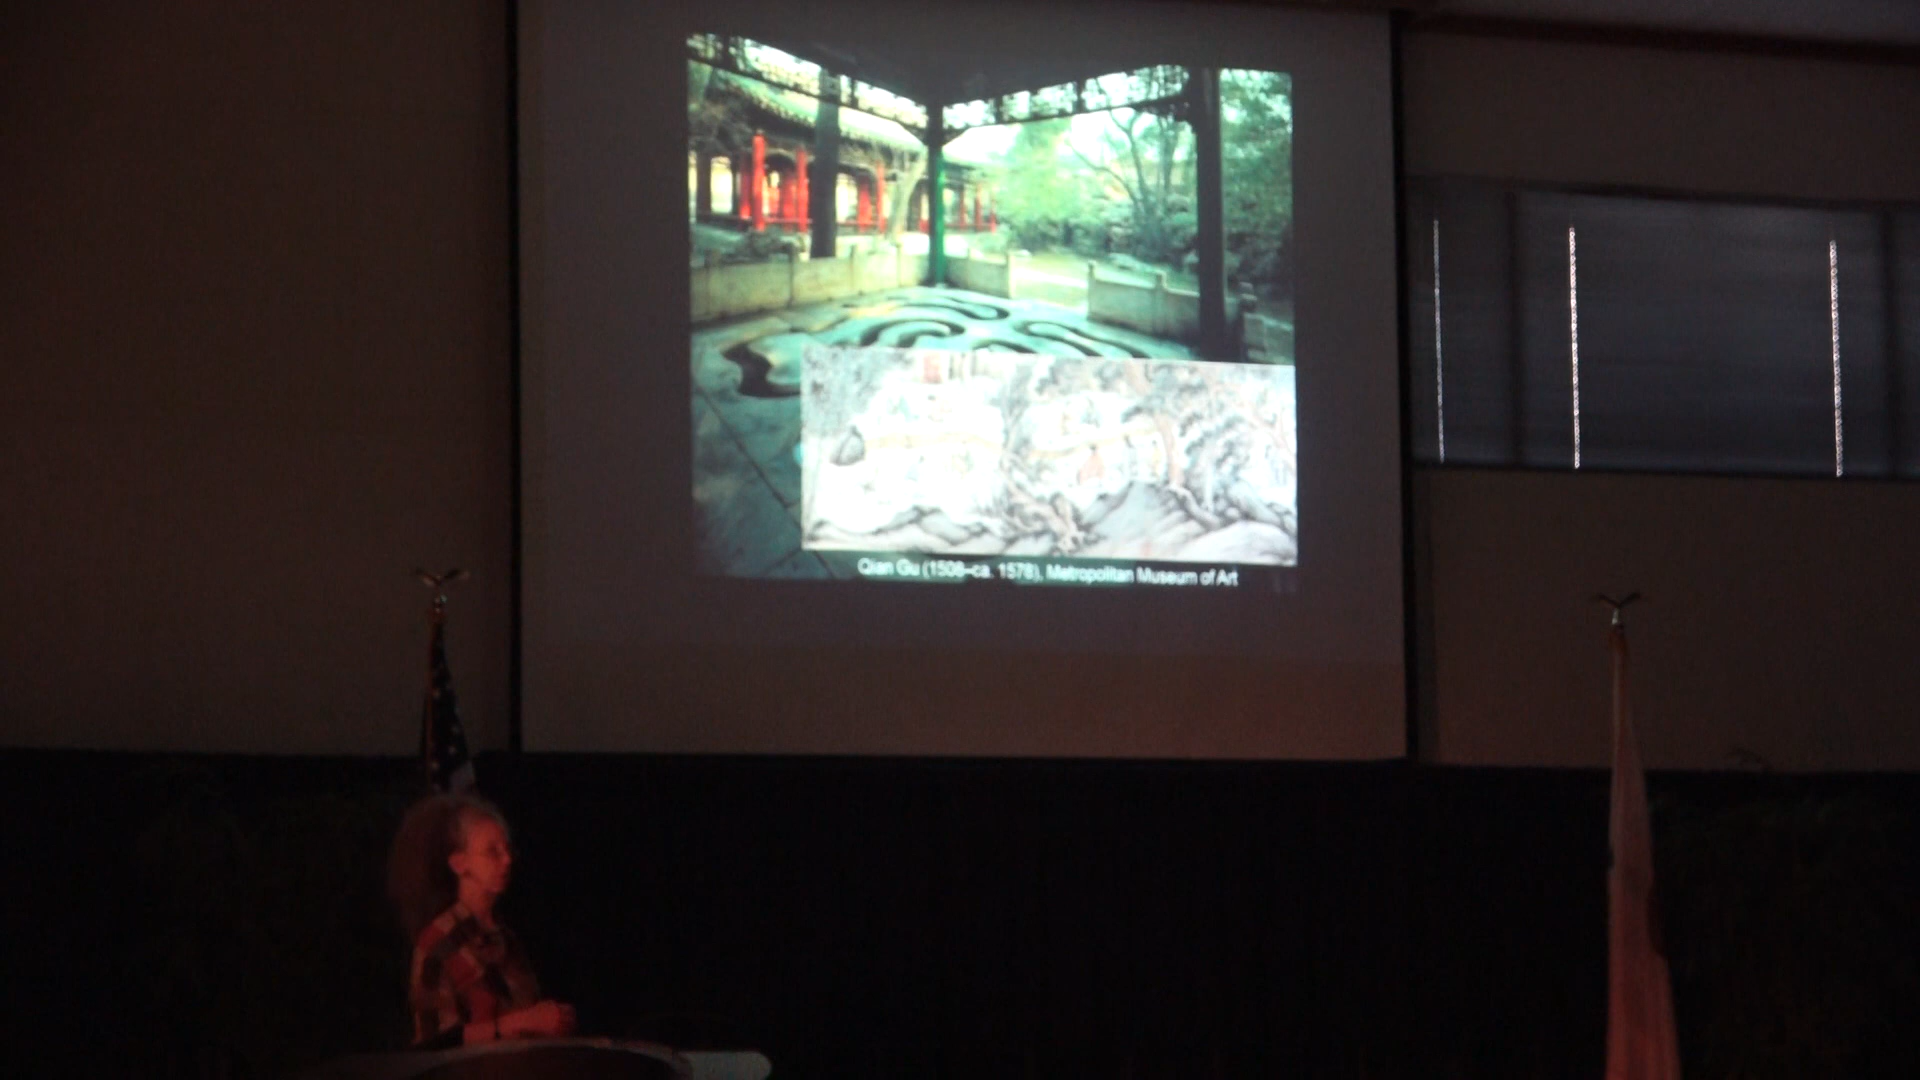 Qian Gu (1508–ca. 1578), Metropolitan Museum of Art